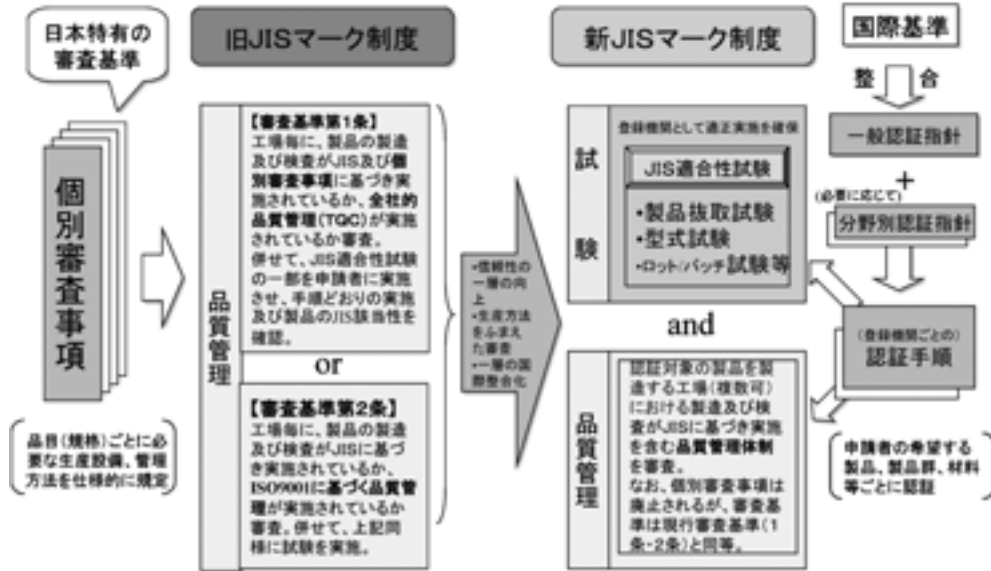 日本特有の
審査基準
個別審査事項
品目(規格)ごとに必
要な生産設備、管理
方法を仕様的に規定
旧JISマーク制度
品質管理
【審査基準第1条】
工場毎に、製品の製造
及び検査がJIS及び個
別審査事項に基づき実
施されているか、全社的
品質管理(TQC)が実施
されているか審査。
併せて、JIS適合性試験
の一部を申請者に実施
させ、手順どおりの実施
及び製品のJIS該当性を
確認。
or
【審査基準第2条】
工場毎に、製品の製造
及び検査がJISに基づ
き実施されているか、
ISO9001に基づく品質管
理が実施されているか
審査。併せて、上記同
様に試験を実施。
•信頼性の
一層の向
上
•生産方法
をふまえ
た審査
•一層の国
際整合化
新JISマーク制度
試験
登録機関として適正実施を確保
JIS適合性試験
•製品抜取試験
•型式試験
•ロット/バッチ試験等
and
品質管理
認証対象の製品を製
造する工場(複数可)
における製造及び検
査がJISに基づき実施
を含む品質管理体制
を審査。
なお、個別審査事項は
廃止されるが、審査基
準は現行審査基準(1
条-2条)と同等。
国際基準
整合
一般認証指針
+
(必要に応じて)
分野別認証指針
(登録機関ごとの)
認証手順
申請者の希望する
製品、製品群、材料
等ごとに認証